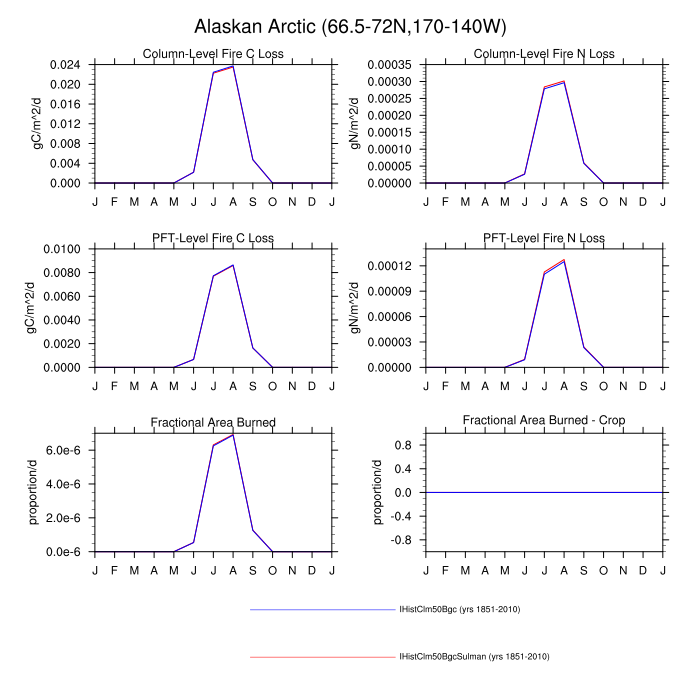 Alaskan Arctic (66.5-72N,170-140W)
Column-Level Fire C Loss
gC/m^2/d
0.024
0.020
0.016
0.012
0.008
0.004
0.000
J F M A M J J A S O N D J
Column-Level Fire N Loss
gN/m^2/d
0.00035
0.00030
0.00025
0.00020
0.00015
0.00010
0.00005
0.00000
J F M A M J J A S O N D J
PFT-Level Fire C Loss
gC/m^2/d
0.0100
0.0080
0.0060
0.0040
0.0020
0.0000
J F M A M J J A S O N D J
PFT-Level Fire N Loss
gN/m^2/d
0.00012
0.00009
0.00006
0.00003
0.00000
J F M A M J J A S O N D J
Fractional Area Burned
proportion/d
6.0e-6
4.0e-6
2.0e-6
0.0e-6
J F M A M J J A S O N D J
Fractional Area Burned - Crop
proportion/d
0.8
0.4
0.0
-0.4
-0.8
J F M A M J J A S O N D J
IHistClm50Bgc (yrs 1851-2010)
IHistClm50BgcSulman (yrs 1851-2010)